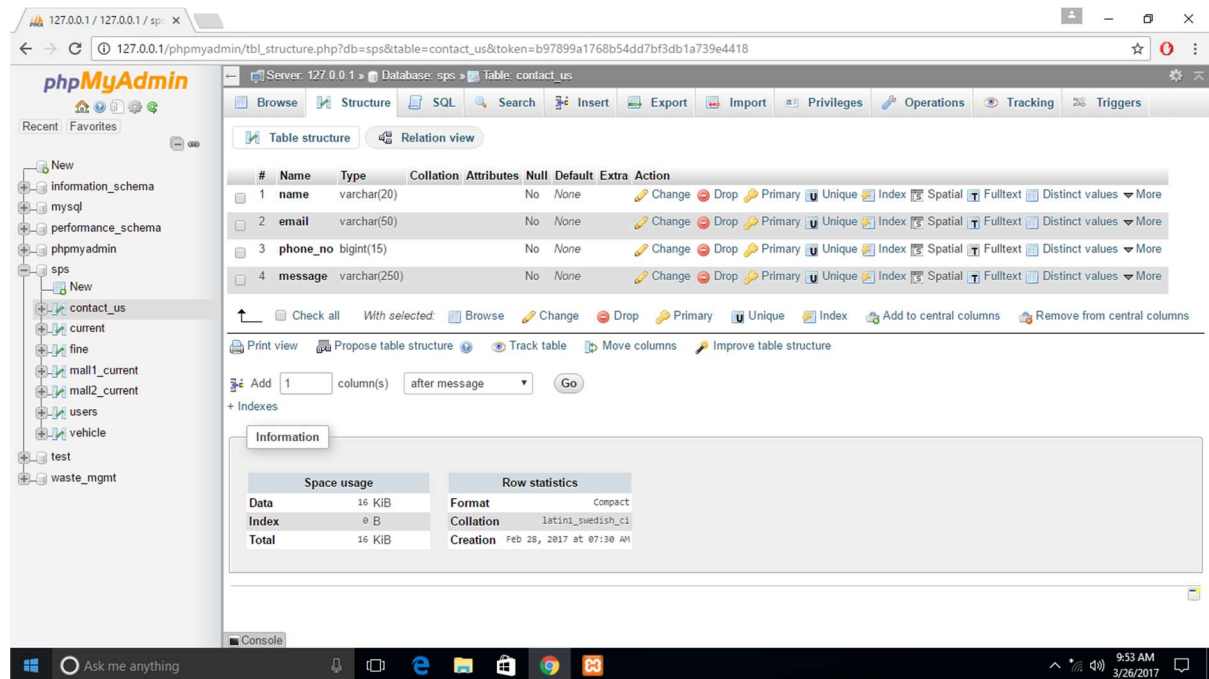 127.0.0.1 / 127.0.0.1 / sp
127.0.0.1/phpmyadmin/tbl_structure.php?db=sps&table=contact_us&token=b97899a1768b54dd7bf3db1a739e4418
phpMyAdmin
Recent Favorites
New
information_schema
mysql
performance_schema
phpmyadmin
sps
New
contact_us
current
fine
mall1_current
mall2_current
users
vehicle
test
waste_mgmt
Server: 127.0.0.1 » Database: sps » Table: contact_us
Browse Structure SQL Search Insert Export Import Privileges Operations Tracking Triggers
Table structure Relation view
# Name Type Collation Attributes Null Default Extra Action
1 name varchar(20) No None Change Drop Primary Unique Index Spatial Fulltext Distinct values More
2 email varchar(50) No None Change Drop Primary Unique Index Spatial Fulltext Distinct values More
3 phone_no bigint(15) No None Change Drop Primary Unique Index Spatial Fulltext Distinct values More
4 message varchar(250) No None Change Drop Primary Unique Index Spatial Fulltext Distinct values More
Check all With selected: Browse Change Drop Primary Unique Index Add to central columns Remove from central columns
Print view Propose table structure Track table Move columns Improve table structure
Add 1 column(s) after message Go
+ Indexes
Information
Space usage
Data 16 KiB
Index 0 B
Total 16 KiB
Row statistics
Format Compact
Collation latin1_swedish_ci
Creation Feb 28, 2017 at 07:30 AM
Console
Ask me anything
9:53 AM
3/26/2017